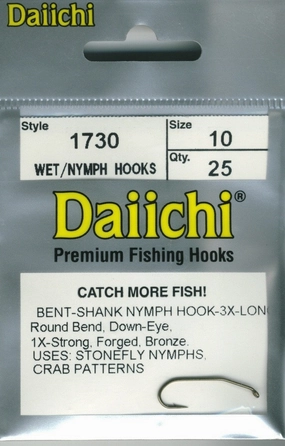 Daiichi
Style 1730 Size 10
WET/NYMPH HOOKS Qty. 25
Daiichi®
Premium Fishing Hooks
CATCH MORE FISH!
BENT-SHANK NYMPH HOOK-3X-LON
Round Bend, Down-Eye,
1X-Strong, Forged, Bronze.
USES: STONEFLY NYMPHS,
CRAB PATTERNS